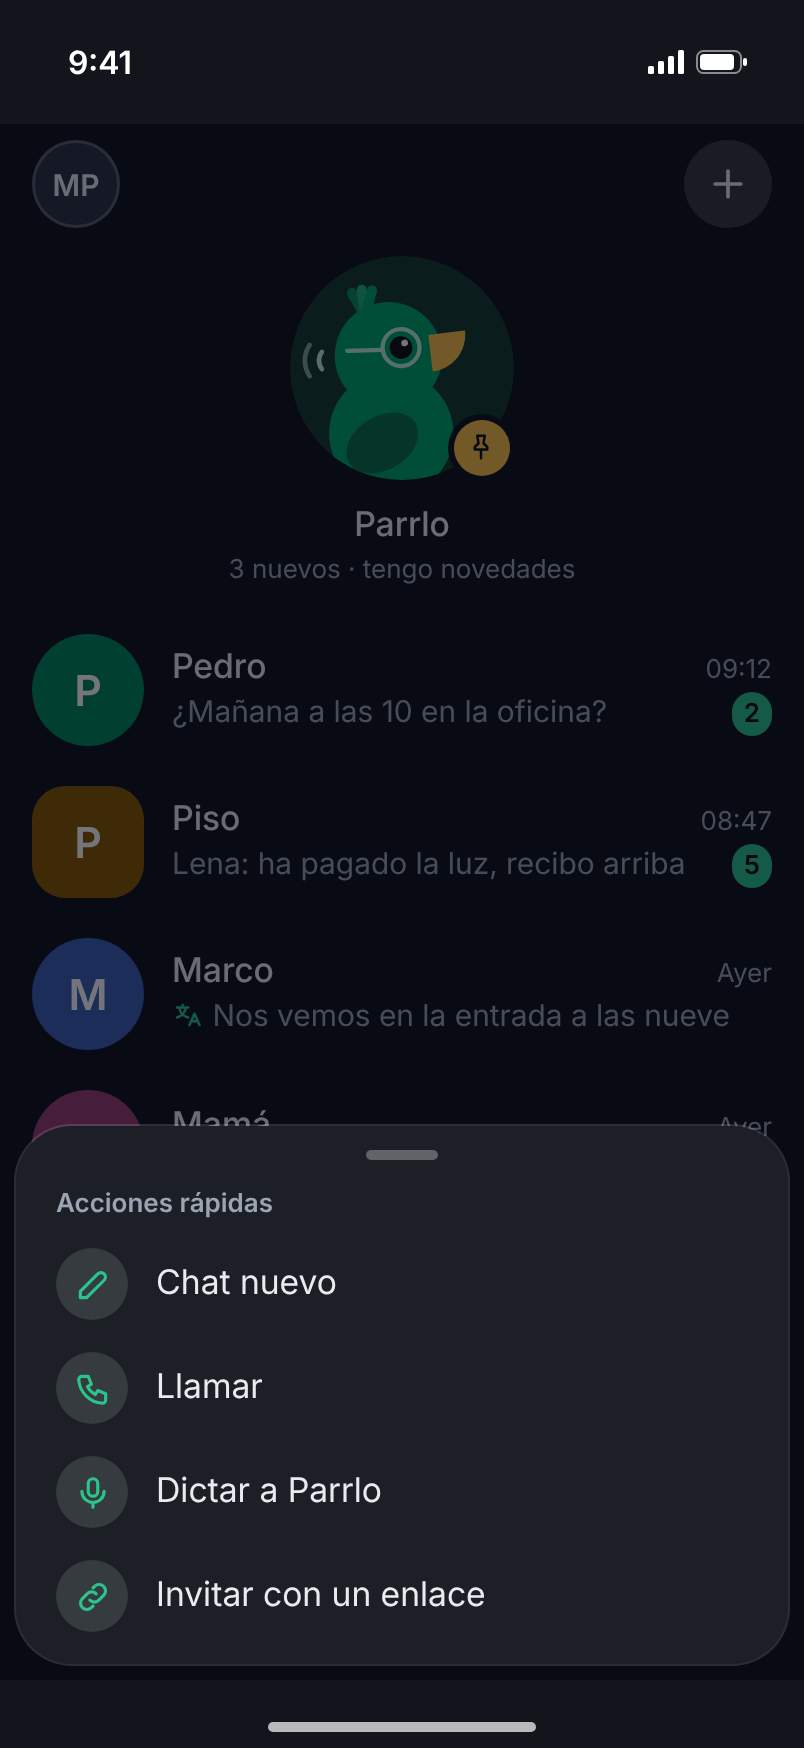 9:41
MP
Parrlo
3 nuevos · tengo novedades
P
Pedro
09:12
¿Mañana a las 10 en la oficina?
2
P
Piso
08:47
Lena: ha pagado la luz, recibo arriba
5
M
Marco
Ayer
Nos vemos en la entrada a las nueve
Mamá
Ayer
Acciones rápidas
Chat nuevo
Llamar
Dictar a Parrlo
Invitar con un enlace